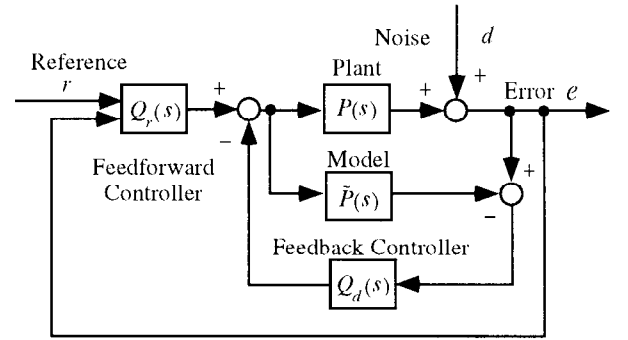 Noise d
Plant
Reference
r
+
+
+
Error e
Q_r(s)
P(s)
−
Feedforward
Controller
Model
+
P̃(s)
−
Feedback Controller
Q_d(s)